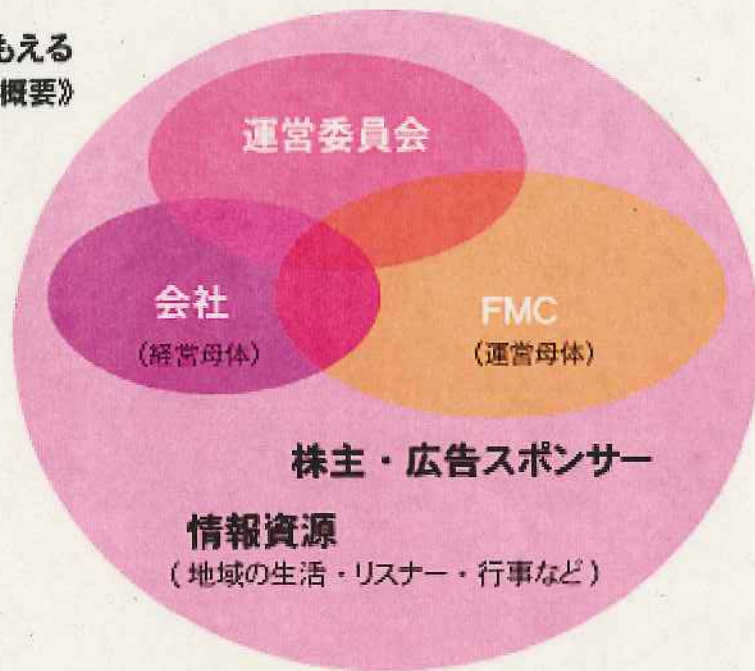 もえる
概要》
運営委員会
会社
(経営母体)
FMC
(運営母体)
株主・広告スポンサー
情報資源
(地域の生活・リスナー・行事など)